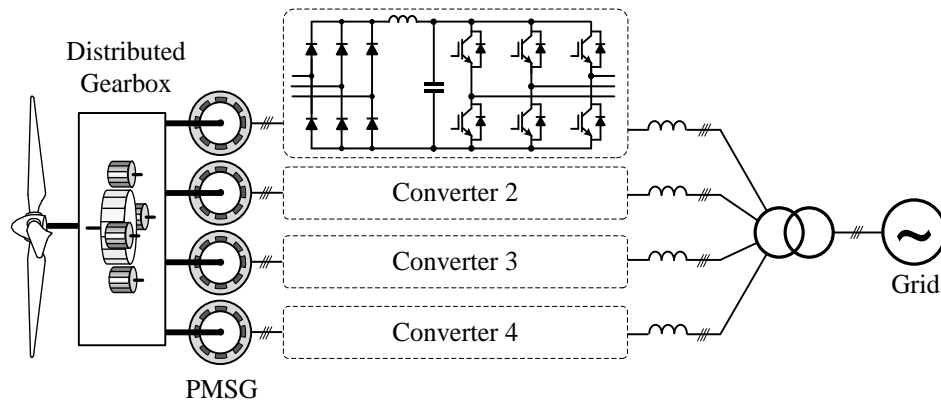 Distributed
Gearbox
Converter 2
Converter 3
Converter 4
PMSG
~
Grid